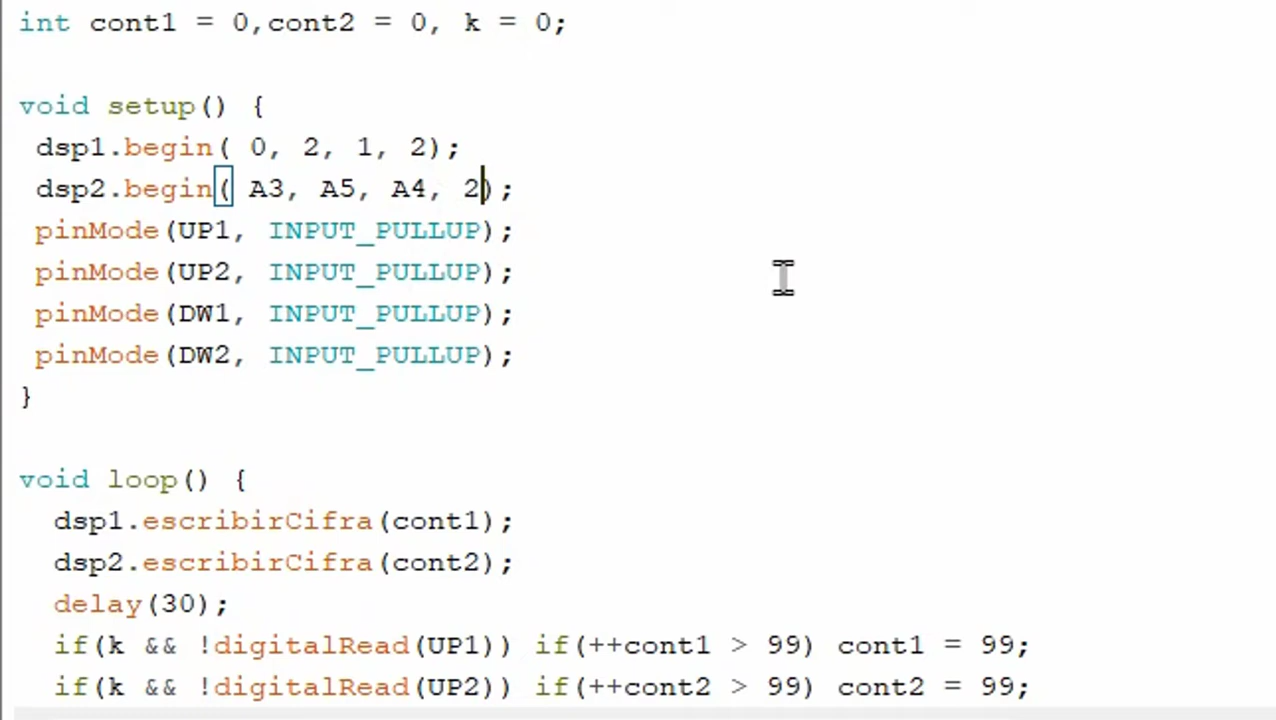 int cont1 = 0,cont2 = 0, k = 0;
void setup() {
dsp1.begin( 0, 2, 1, 2);
dsp2.begin( A3, A5, A4, 2);
pinMode(UP1, INPUT_PULLUP);
pinMode(UP2, INPUT_PULLUP);
pinMode(DW1, INPUT_PULLUP);
pinMode(DW2, INPUT_PULLUP);
}
void loop() {
dsp1.escribirCifra(cont1);
dsp2.escribirCifra(cont2);
delay(30);
if(k && !digitalRead(UP1)) if(++cont1 > 99) cont1 = 99;
if(k && !digitalRead(UP2)) if(++cont2 > 99) cont2 = 99;